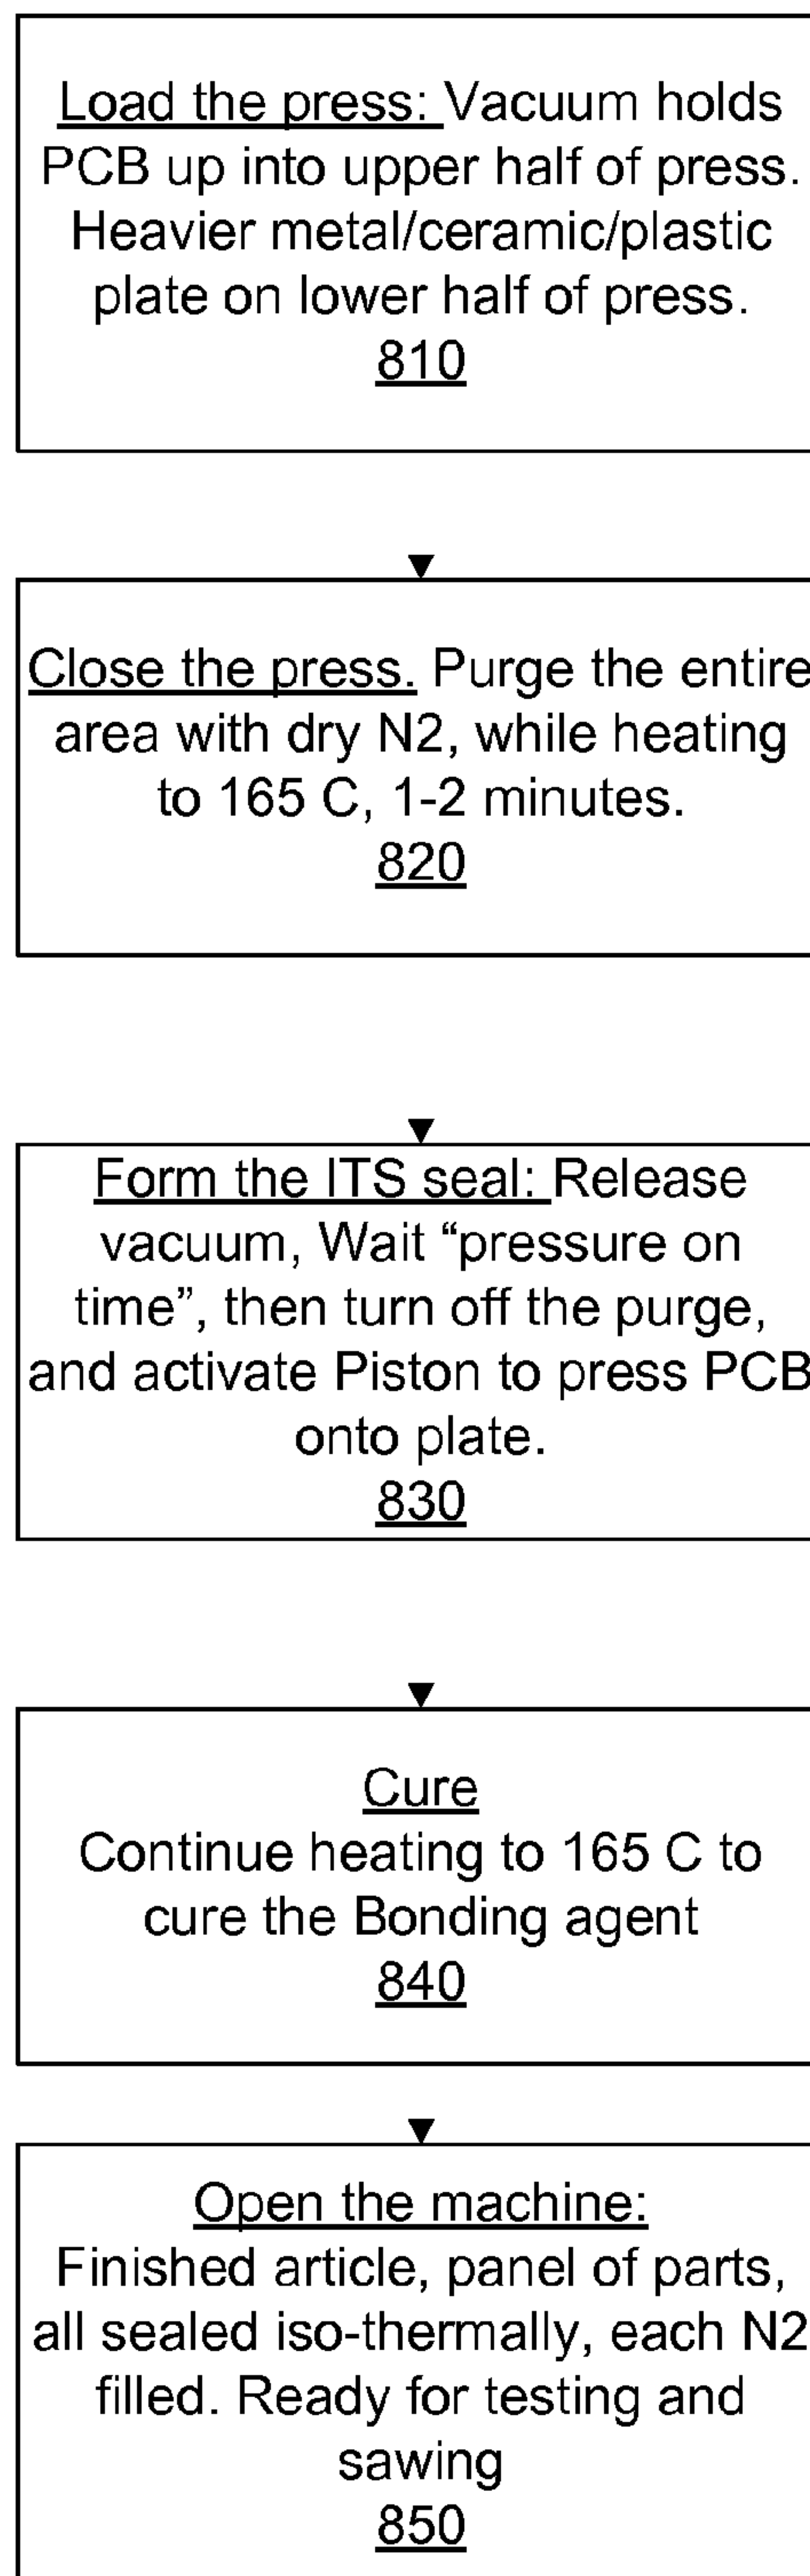 Load the press: Vacuum holds
PCB up into upper half of press.
Heavier metal/ceramic/plastic
plate on lower half of press.
810
Close the press. Purge the entire
area with dry N2, while heating
to 165 C, 1-2 minutes.
820
Form the ITS seal: Release
vacuum, Wait “pressure on
time”, then turn off the purge,
and activate Piston to press PCB
onto plate.
830
Cure
Continue heating to 165 C to
cure the Bonding agent
840
Open the machine:
Finished article, panel of parts,
all sealed iso-thermally, each N2
filled. Ready for testing and
sawing
850